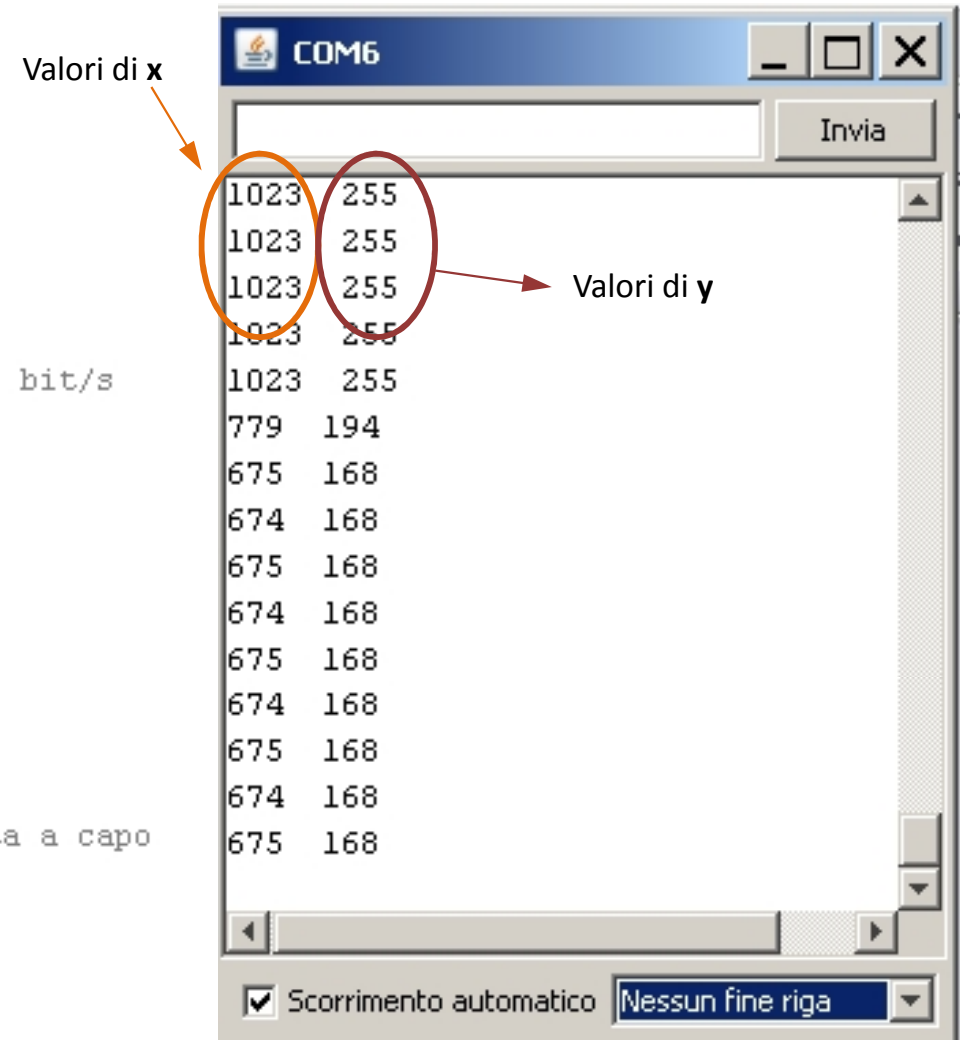 COM6
Valori di x
Invia
1023 255
1023 255
1023 255
Valori di y
1023 255
bit/s
1023 255
779 194
675 168
674 168
675 168
674 168
675 168
674 168
675 168
674 168
a a capo
675 168
Scorrimento automatico Nessun fine riga